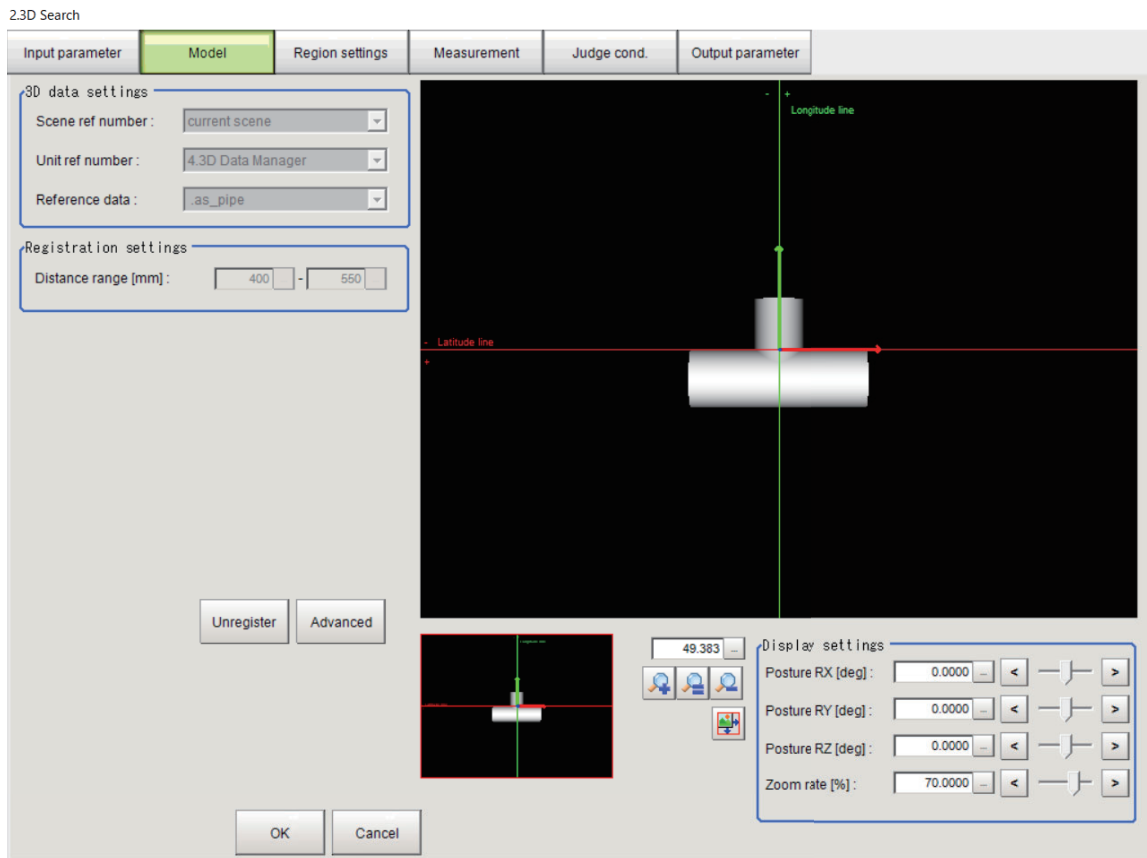 2.3D Search
Input parameter Model Region settings Measurement Judge cond. Output parameter
3D data settings
Scene ref number : current scene
Unit ref number : 4.3D Data Manager
Reference data : .as_pipe
Registration settings
Distance range [mm] : 400 - 550
- +
Longitude line
- Latitude line
+
Unregister Advanced
49.383 ...
Display settings
Posture RX [deg] : 0.0000 ... < >
Posture RY [deg] : 0.0000 ... < >
Posture RZ [deg] : 0.0000 ... < >
Zoom rate [%] : 70.0000 ... < >
OK Cancel